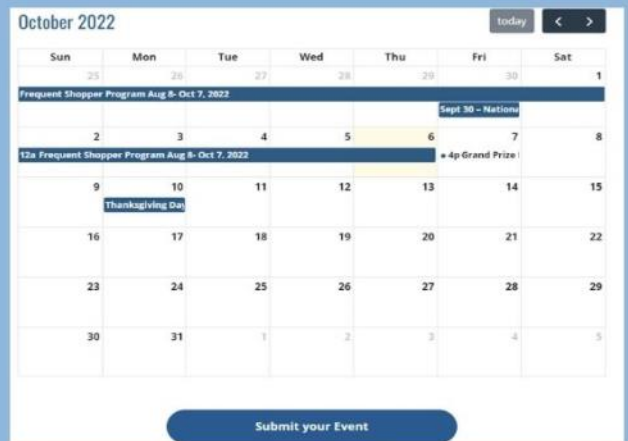 October 2022
today < >
Sun Mon Tue Wed Thu Fri Sat
25 26 27 28 29 30 1
Frequent Shopper Program Aug 8- Oct 7, 2022
Sept 30 – Nationa
2 3 4 5 6 7 8
12a Frequent Shopper Program Aug 8- Oct 7, 2022
4p Grand Prize
9 10 11 12 13 14 15
Thanksgiving Day
16 17 18 19 20 21 22
23 24 25 26 27 28 29
30 31 1 2 3 4 5
Submit your Event